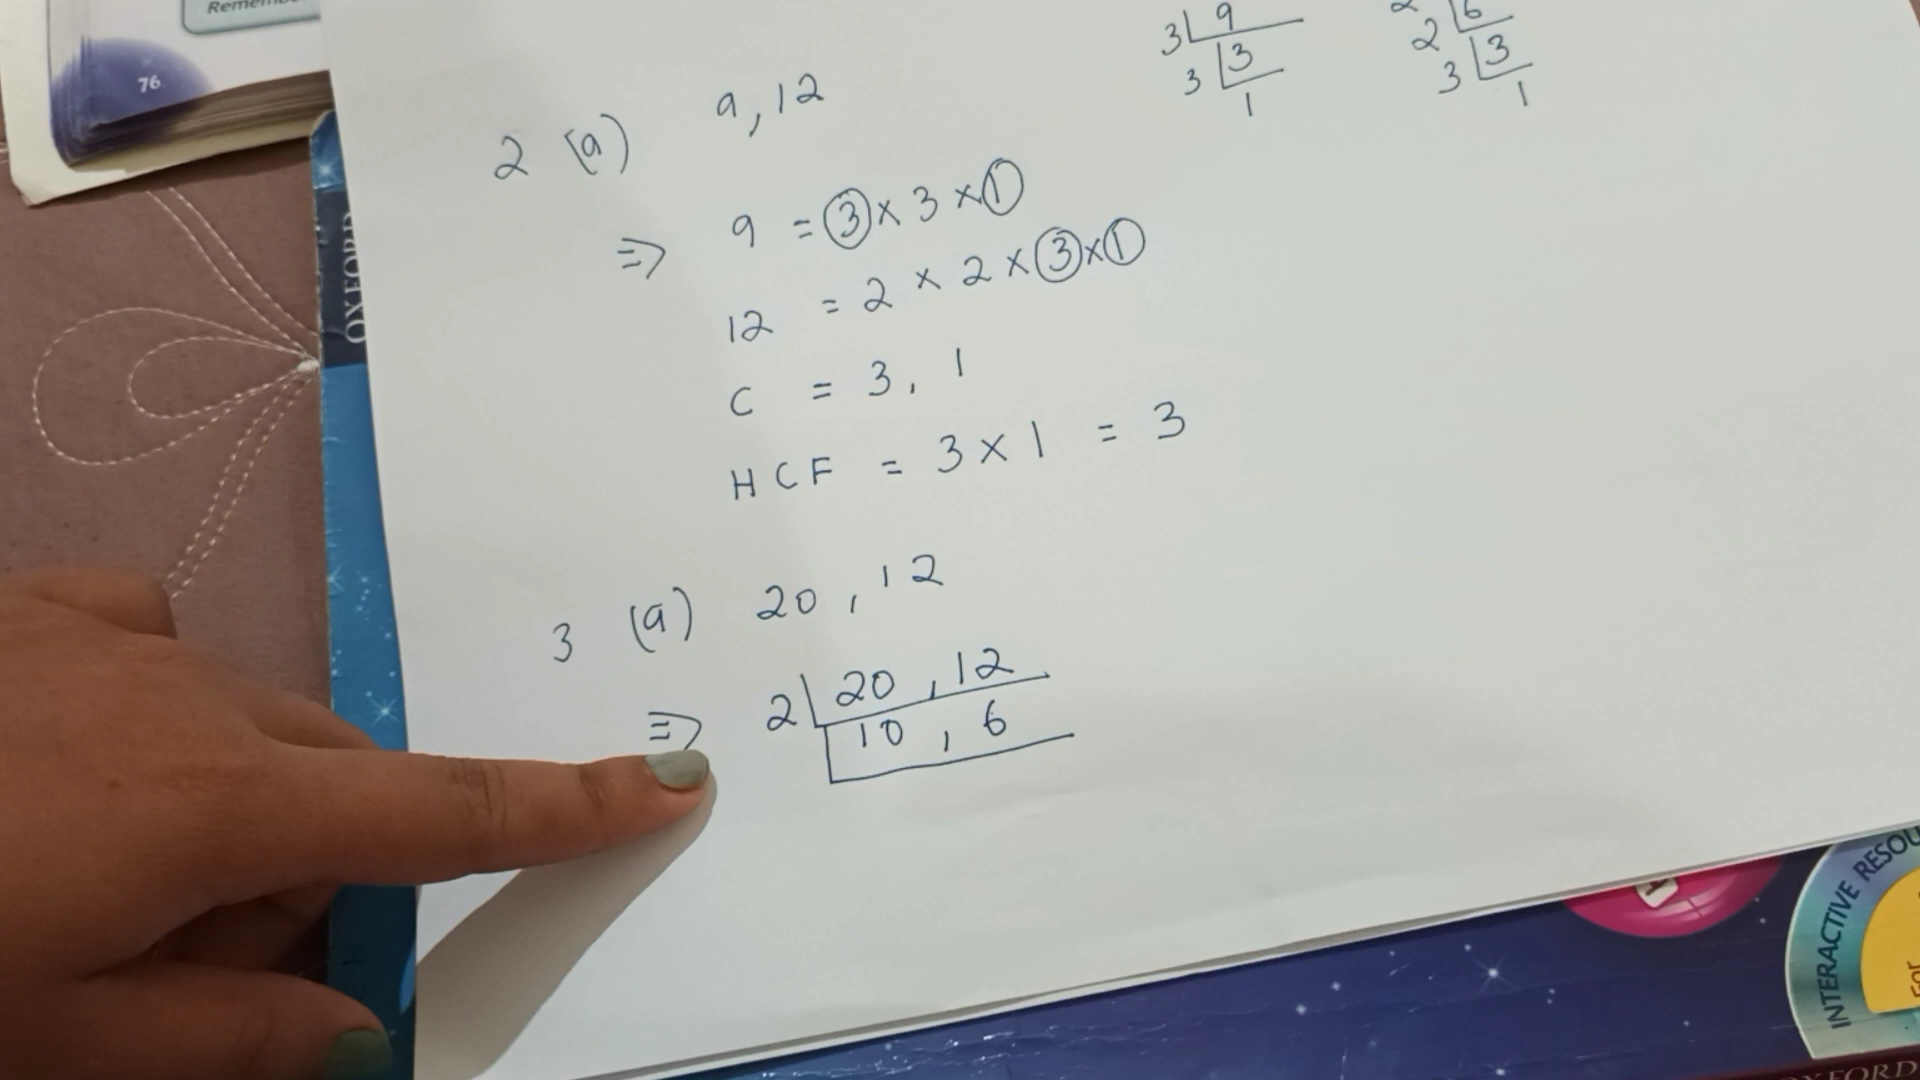 76
OXFORD
2 (a) 9, 12
3 9
3 3
1
6
2 3
3 1
⇒ 9 = 3 × 3 × 1
12 = 2 × 2 × 3 × 1
C = 3, 1
HCF = 3 × 1 = 3
3 (a) 20, 12
⇒ 2 20, 12
10, 6
INTERACTIVE